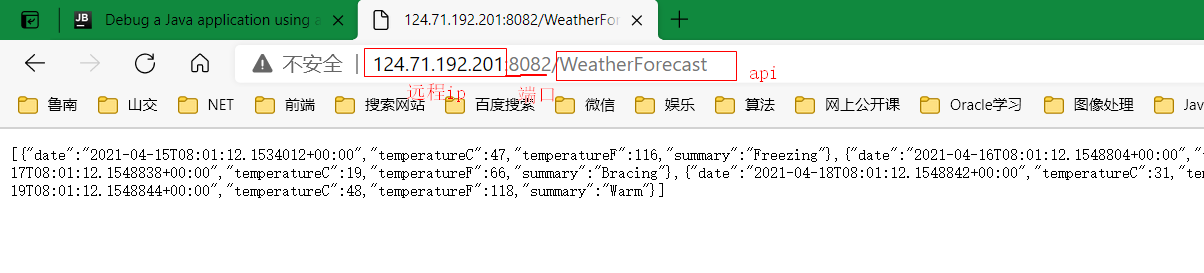 Debug a Java application using a
124.71.192.201:8082/WeatherFor
不安全 | 124.71.192.201:8082/WeatherForecast
api
远程ip 端口
鲁南 山交 NET 前端 搜索网站 百度搜索 微信 娱乐 算法 网上公开课 Oracle学习 图像处理 Jav
[{"date":"2021-04-15T08:01:12.1534012+00:00","temperatureC":47,"temperatureF":116,"summary":"Freezing"},{"date":"2021-04-16T08:01:12.1548804+00:00","
17T08:01:12.1548838+00:00","temperatureC":19,"temperatureF":66,"summary":"Bracing"},{"date":"2021-04-18T08:01:12.1548842+00:00","temperatureC":31,"tem
19T08:01:12.1548844+00:00","temperatureC":48,"temperatureF":118,"summary":"Warm"}]